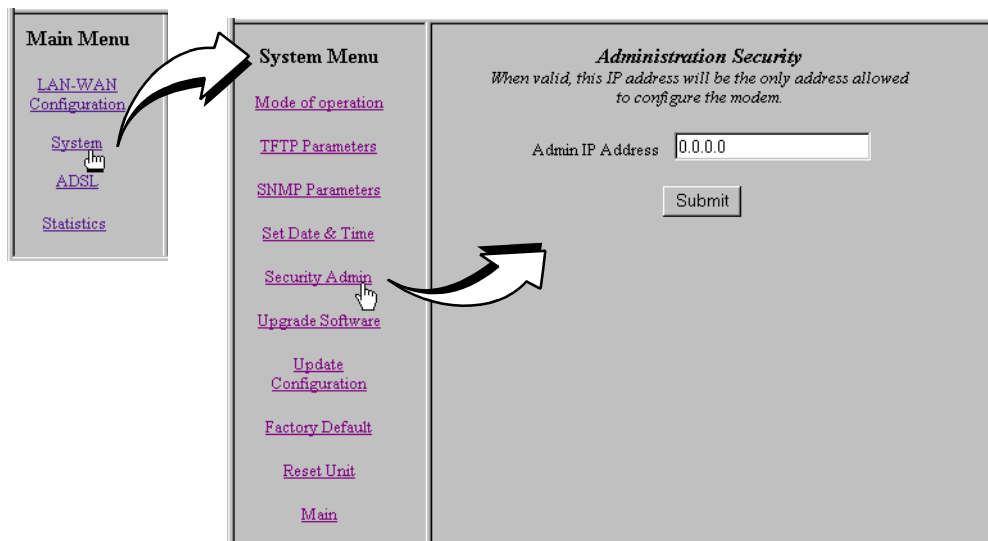 Main Menu
LAN-WAN
Configuration
System
ADSL
Statistics
System Menu
Mode of operation
TFTP Parameters
SNMP Parameters
Set Date & Time
Security Admin
Upgrade Software
Update
Configuration
Factory Default
Reset Unit
Main
Administration Security
When valid, this IP address will be the only address allowed
to configure the modem.
Admin IP Address 0.0.0.0
Submit